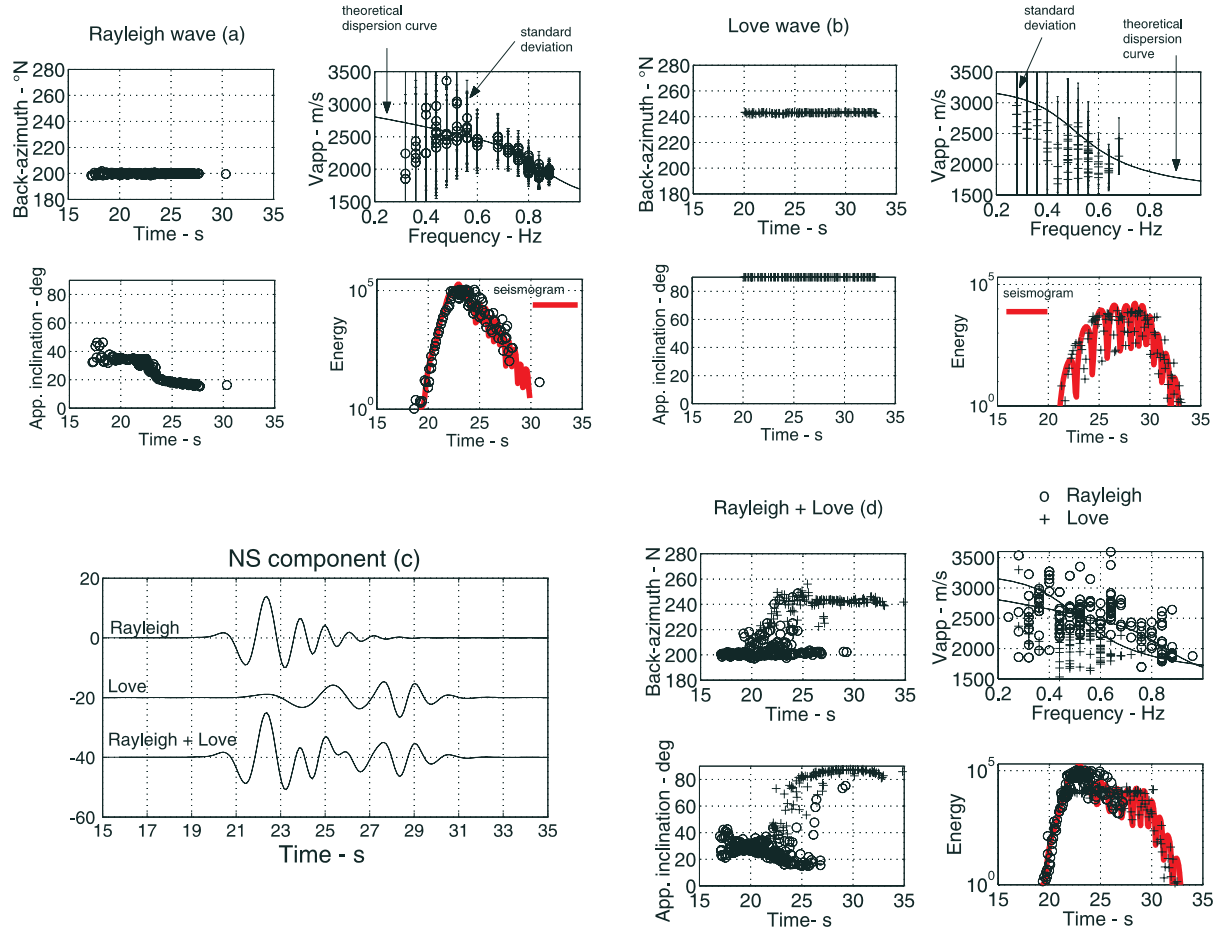 Rayleigh wave (a)
theoretical
dispersion curve
standard
deviation
280
260
240
220
200
180
15 20 25 30 35
Back-azimuth - °N
Time - s
3500
3000
2500
2000
1500
0.2 0.4 0.6 0.8
Vapp - m/s
Frequency - Hz
80
60
40
20
0
15 20 25 30 35
App. inclination - deg
Time - s
seismogram
10^5
10^0
15 20 25 30 35
Energy
Time - s
Love wave (b)
standard
deviation
theoretical
dispersion
curve
280
260
240
220
200
180
15 20 25 30 35
Back-azimuth - °N
Time - s
3500
3000
2500
2000
1500
0.2 0.4 0.6 0.8
Vapp - m/s
Frequency - Hz
80
60
40
20
0
15 20 25 30 35
App. inclination - deg
Time - s
seismogram
10^5
10^0
15 20 25 30 35
Energy
Time - s
NS component (c)
20
0
-20
-40
-60
Rayleigh
Love
Rayleigh + Love
15 17 19 21 23 25 27 29 31 33 35
Time - s
Rayleigh + Love (d)
o Rayleigh
+ Love
280
260
240
220
200
180
15 20 25 30 35
Back-azimuth - N
Time - s
3500
3000
2500
2000
1500
0.2 0.4 0.6 0.8
Vapp - m/s
Frequency - Hz
80
60
40
20
0
15 20 25 30 35
App. inclination - deg
Time- s
10^5
10^0
15 20 25 30 35
Energy
Time - s